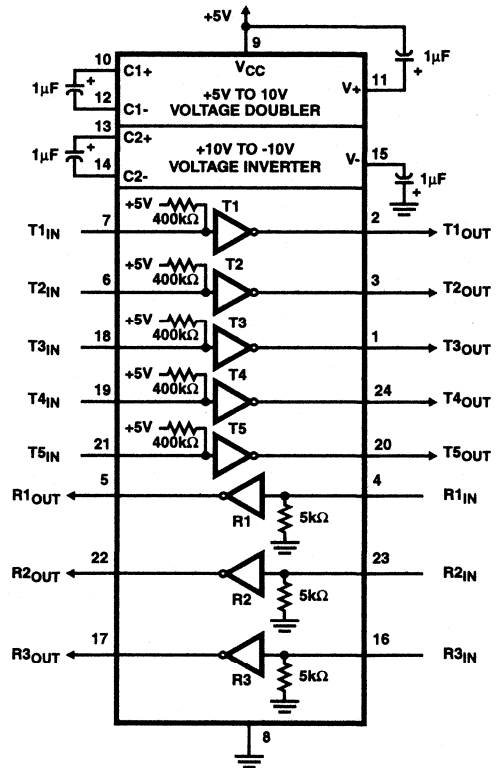 +5V
9
VCC
10
C1+
1µF
+
12
C1-
+5V TO 10V
VOLTAGE DOUBLER
V+
11
1µF
+
13
C2+
1µF
+
14
C2-
+10V TO -10V
VOLTAGE INVERTER
V-
15
1µF
+
+5V
400kΩ
T1
T1IN
7
2
T1OUT
+5V
400kΩ
T2
T2IN
6
3
T2OUT
+5V
400kΩ
T3
T3IN
18
1
T3OUT
+5V
400kΩ
T4
T4IN
19
24
T4OUT
+5V
400kΩ
T5
T5IN
21
20
T5OUT
R1OUT
5
R1
5kΩ
4
R1IN
R2OUT
22
R2
5kΩ
23
R2IN
R3OUT
17
R3
5kΩ
16
R3IN
8